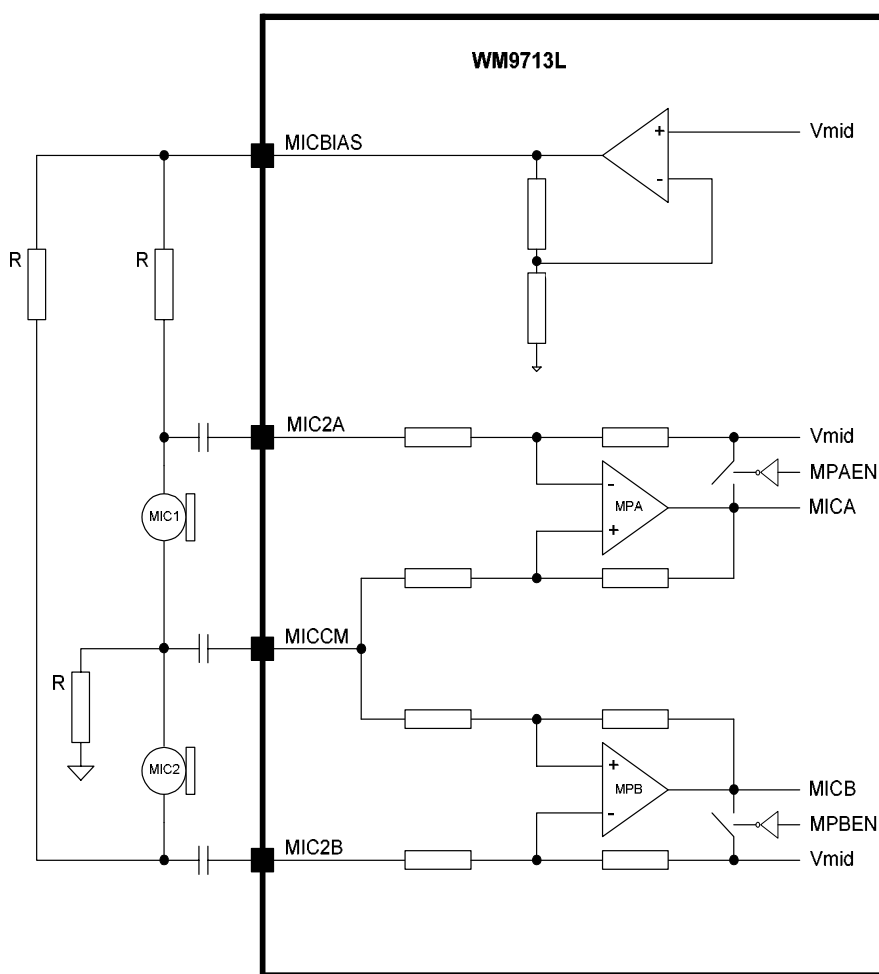 WM9713L
MICBIAS
+
Vmid
-
R
R
MIC2A
Vmid
-
MPAEN
MIC1
MPA
MICA
+
MICCM
R
+
MIC2
MPB
MICB
-
MPBEN
MIC2B
Vmid